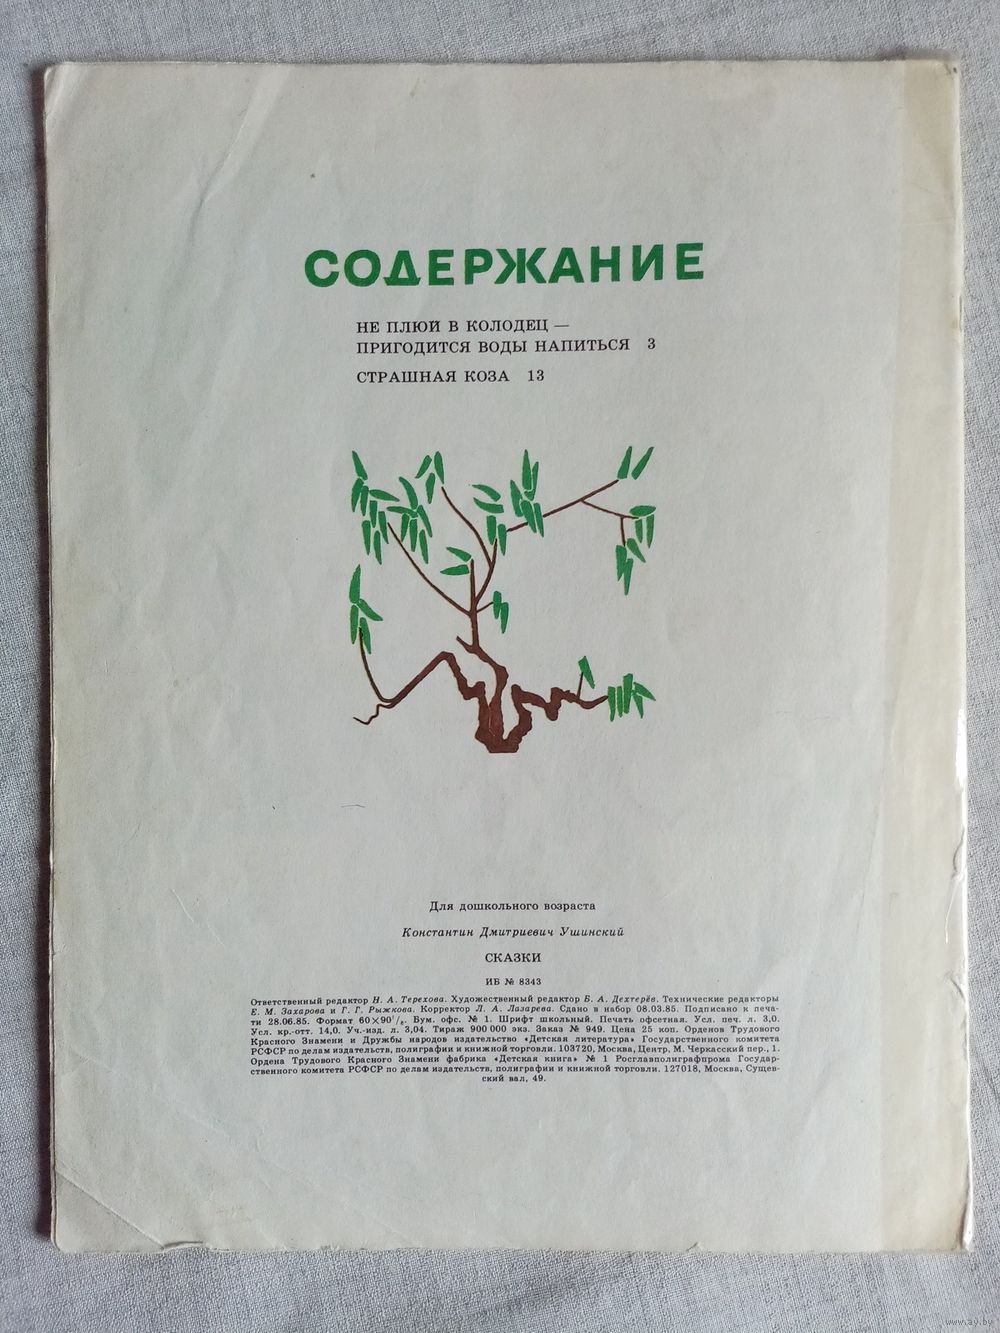 СОДЕРЖАНИЕ
НЕ ПЛЮЙ В КОЛОДЕЦ —
ПРИГОДИТСЯ ВОДЫ НАПИТЬСЯ 3
СТРАШНАЯ КОЗА 13
Для дошкольного возраста
Константин Дмитриевич Ушинский
СКАЗКИ
ИБ № 8343
Ответственный редактор Н. А. Терехова. Художественный редактор Б. А. Дехтерёв. Технические редакторы
Е. М. Захарова и Г. Г. Рыжкова. Корректор Л. А. Лазарева. Сдано в набор 08.03.85. Подписано к печа-
ти 28.06.85. Формат 60×90¹/₈. Бум. офс. № 1. Шрифт школьный. Печать офсетная. Усл. печ. л. 3,0.
Усл. кр.-отт. 14,0. Уч.-изд. л. 3,04. Тираж 900 000 экз. Заказ № 949. Цена 25 коп. Орденов Трудового
Красного Знамени и Дружбы народов издательство «Детская литература» Государственного комитета
РСФСР по делам издательств, полиграфии и книжной торговли. 103720, Москва, Центр, М. Черкасский пер., 1.
Ордена Трудового Красного Знамени фабрика «Детская книга» № 1 Росглавполиграфпрома Государ-
ственного комитета РСФСР по делам издательств, полиграфии и книжной торговли. 127018, Москва, Сущев-
ский вал, 49.
www.ay.by